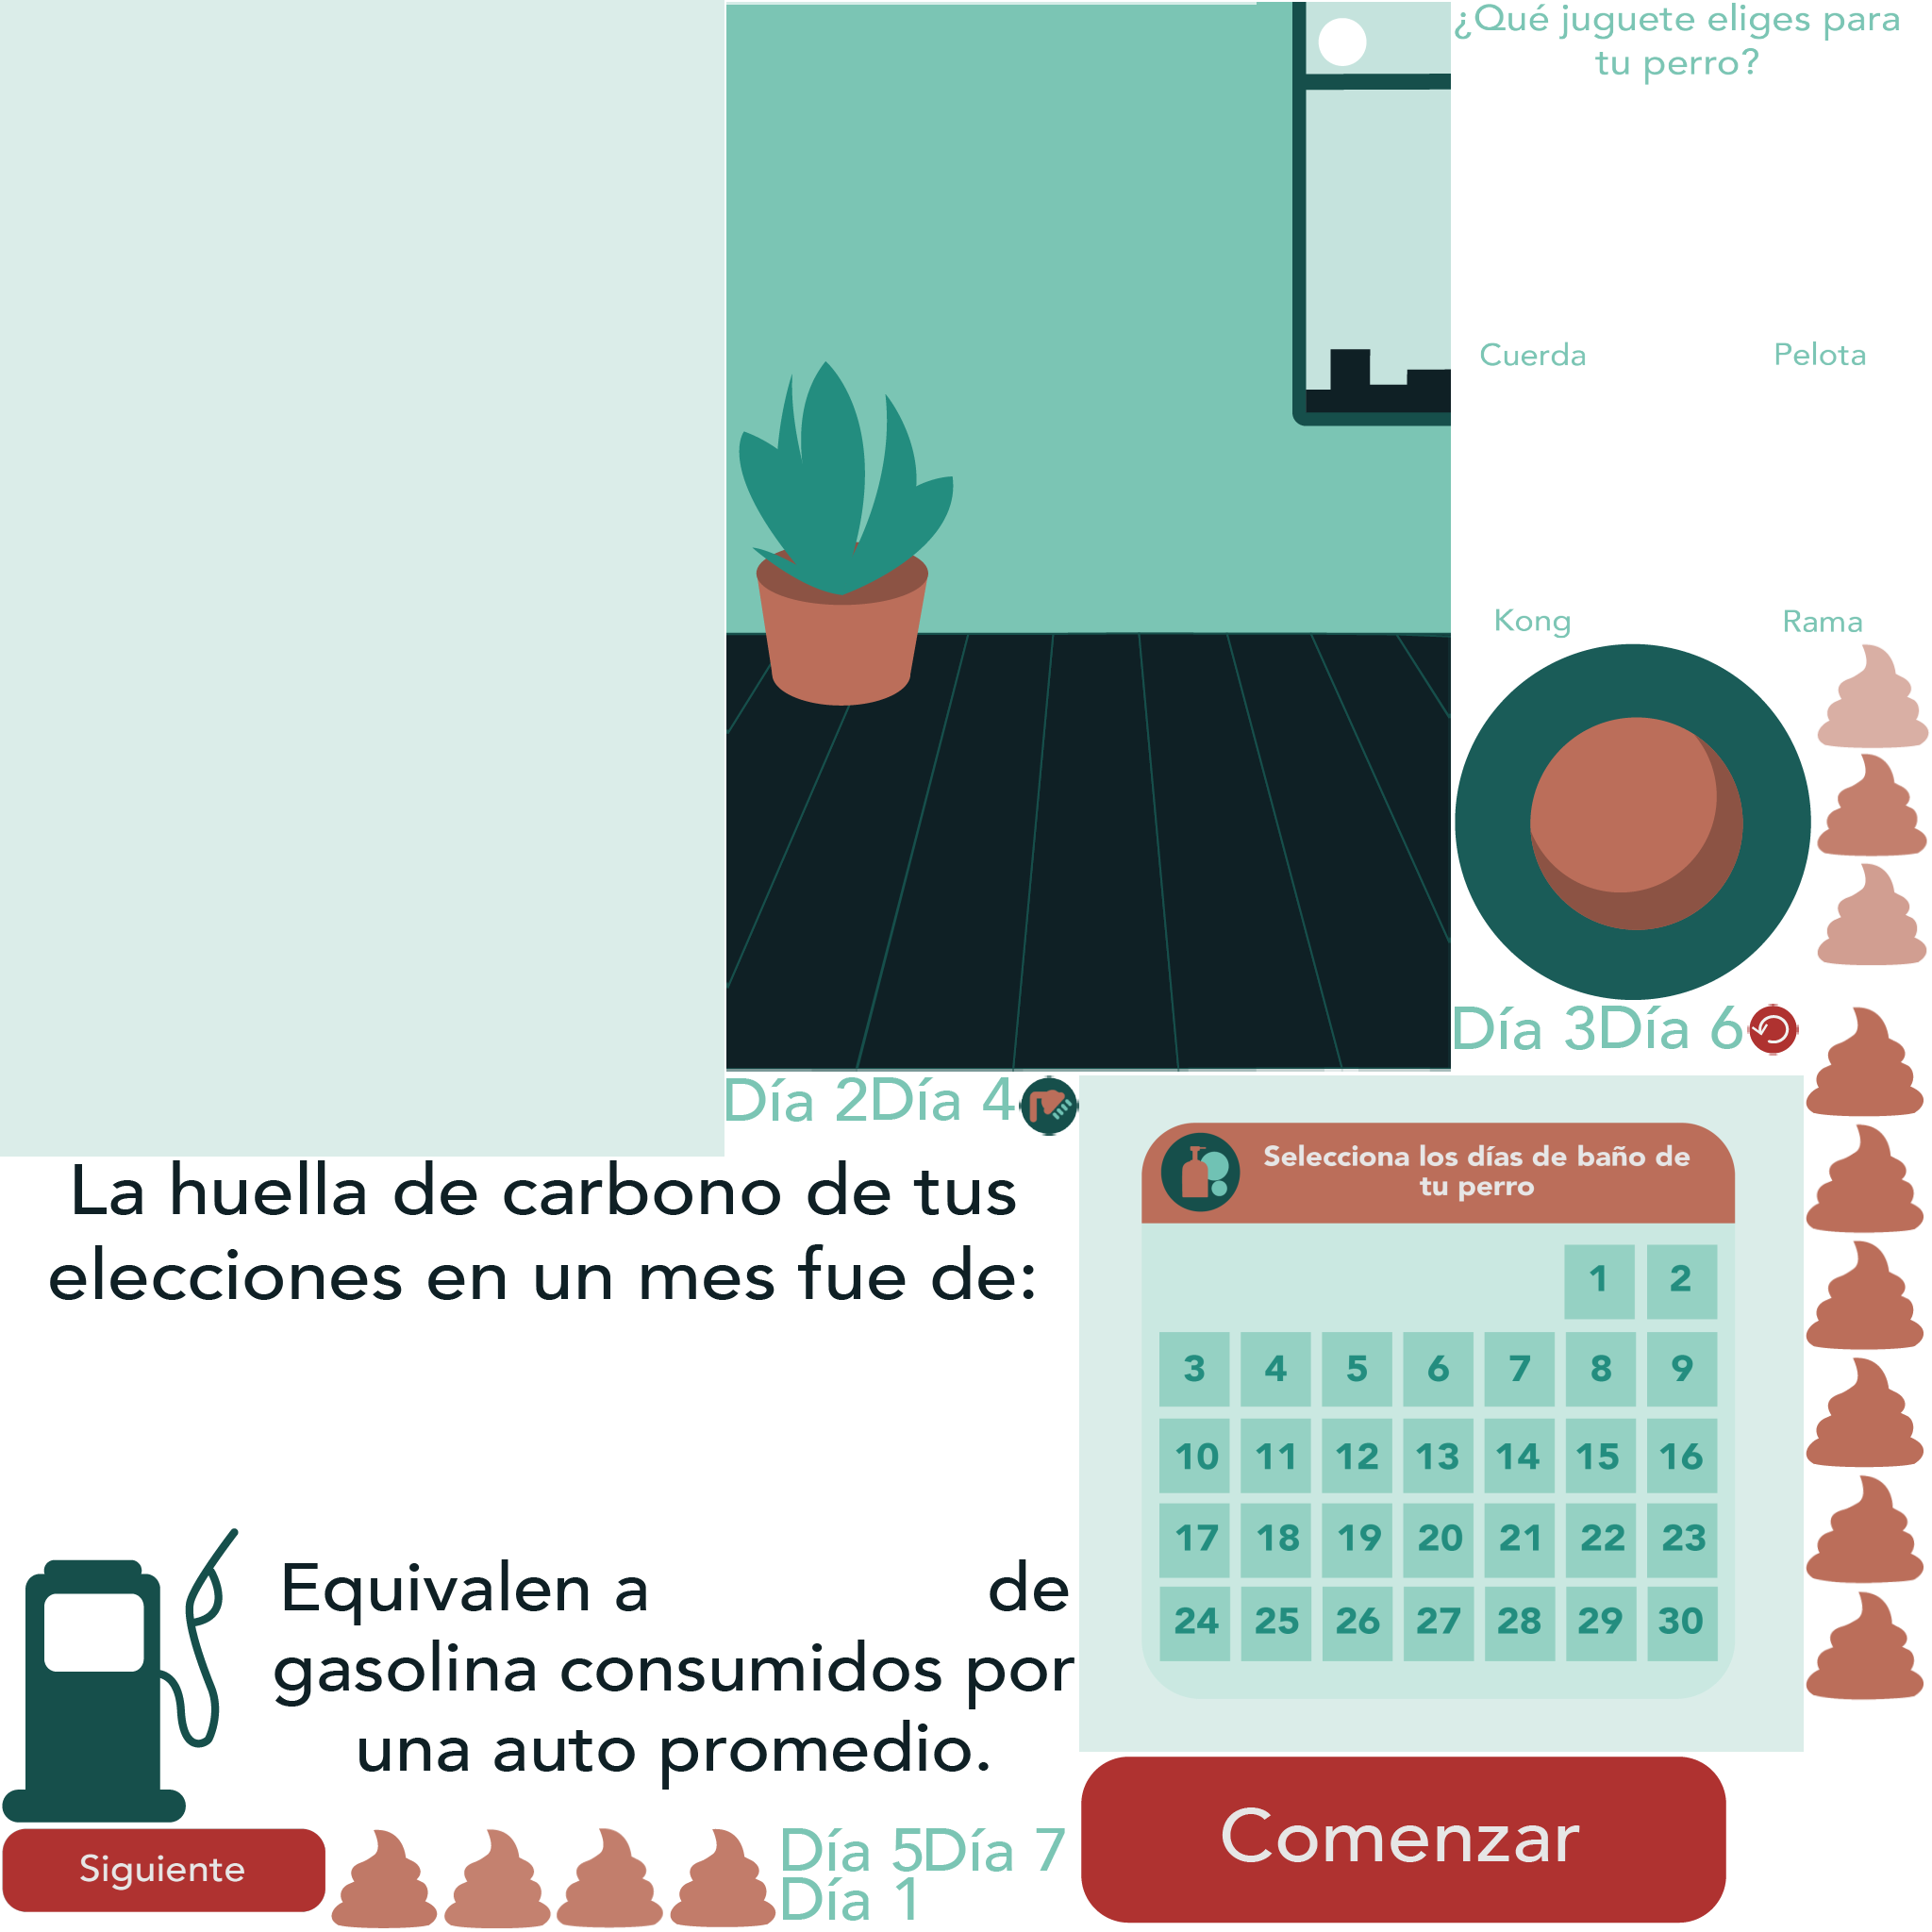 ¿Qué juguete eliges para
tu perro?
Cuerda
Pelota
Kong
Rama
Día 3Día 6
Día 2Día 4
La huella de carbono de tus
elecciones en un mes fue de:
Selecciona los días de baño de
tu perro
1 2
3 4 5 6 7 8 9
10 11 12 13 14 15 16
17 18 19 20 21 22 23
24 25 26 27 28 29 30
Equivalen a de
gasolina consumidos por
una auto promedio.
Siguiente
Día 5Día 7
Día 1
Comenzar